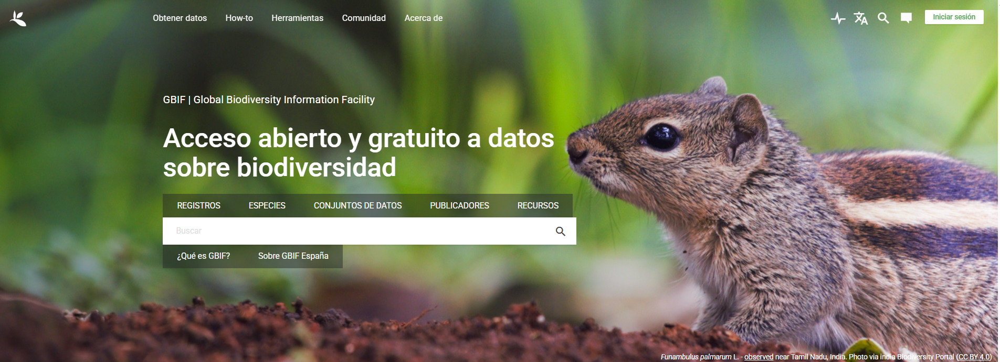 Obtener datos How-to Herramientas Comunidad Acerca de Iniciar sesión
GBIF | Global Biodiversity Information Facility
Acceso abierto y gratuito a datos
sobre biodiversidad
REGISTROS ESPECIES CONJUNTOS DE DATOS PUBLICADORES RECURSOS
Buscar
¿Qué es GBIF? Sobre GBIF España
Funambulus palmarum L. - observed near Tamil Nadu, India. Photo via india Biodiversity Portal (CC BY 4.0)